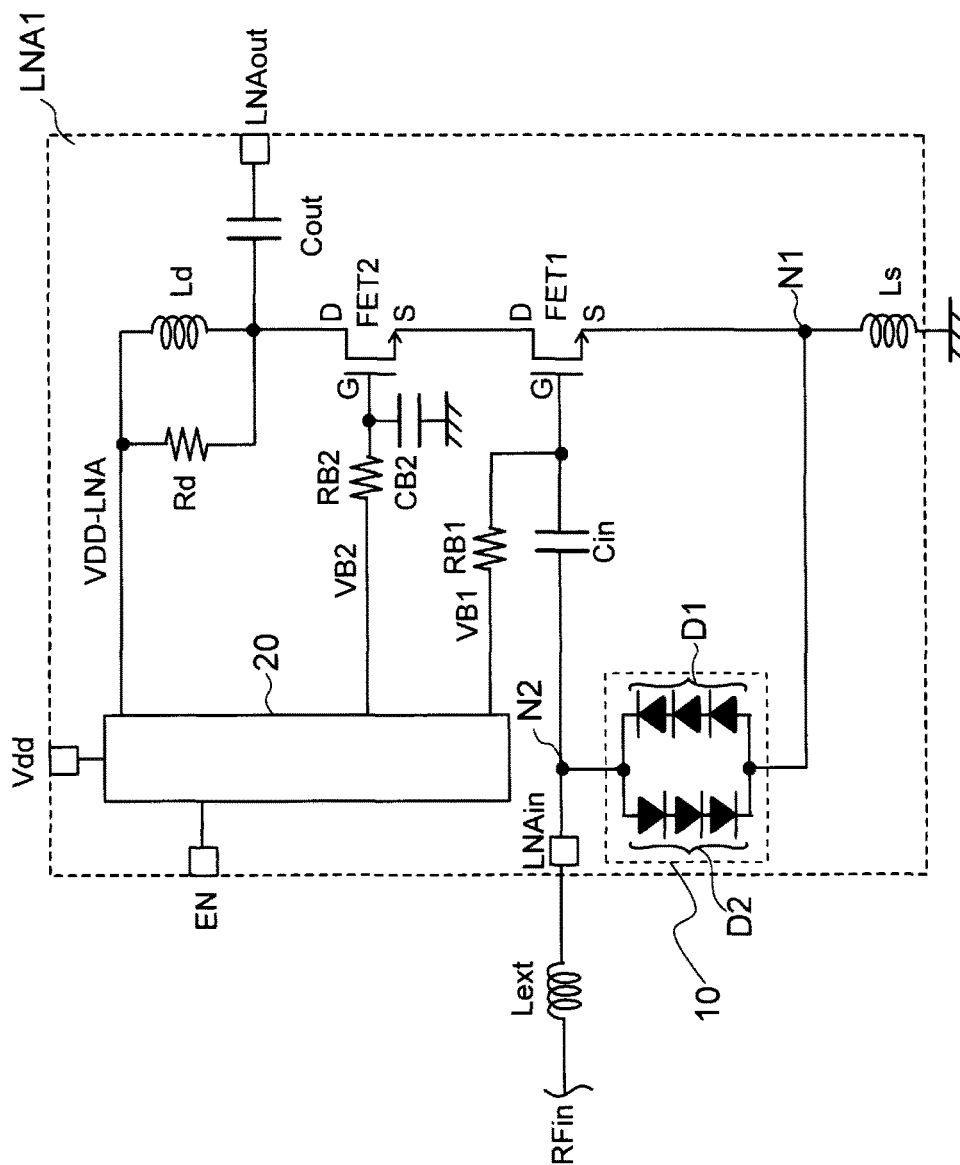 LNA1
Vdd
EN
20
VDD-LNA
Rd
Ld
Cout
LNAout
VB2
RB2
CB2
G
D
FET2
S
VB1
RB1
Cin
G
D
FET1
S
N1
Ls
RFin
Lext
LNAin
N2
D1
D2
10